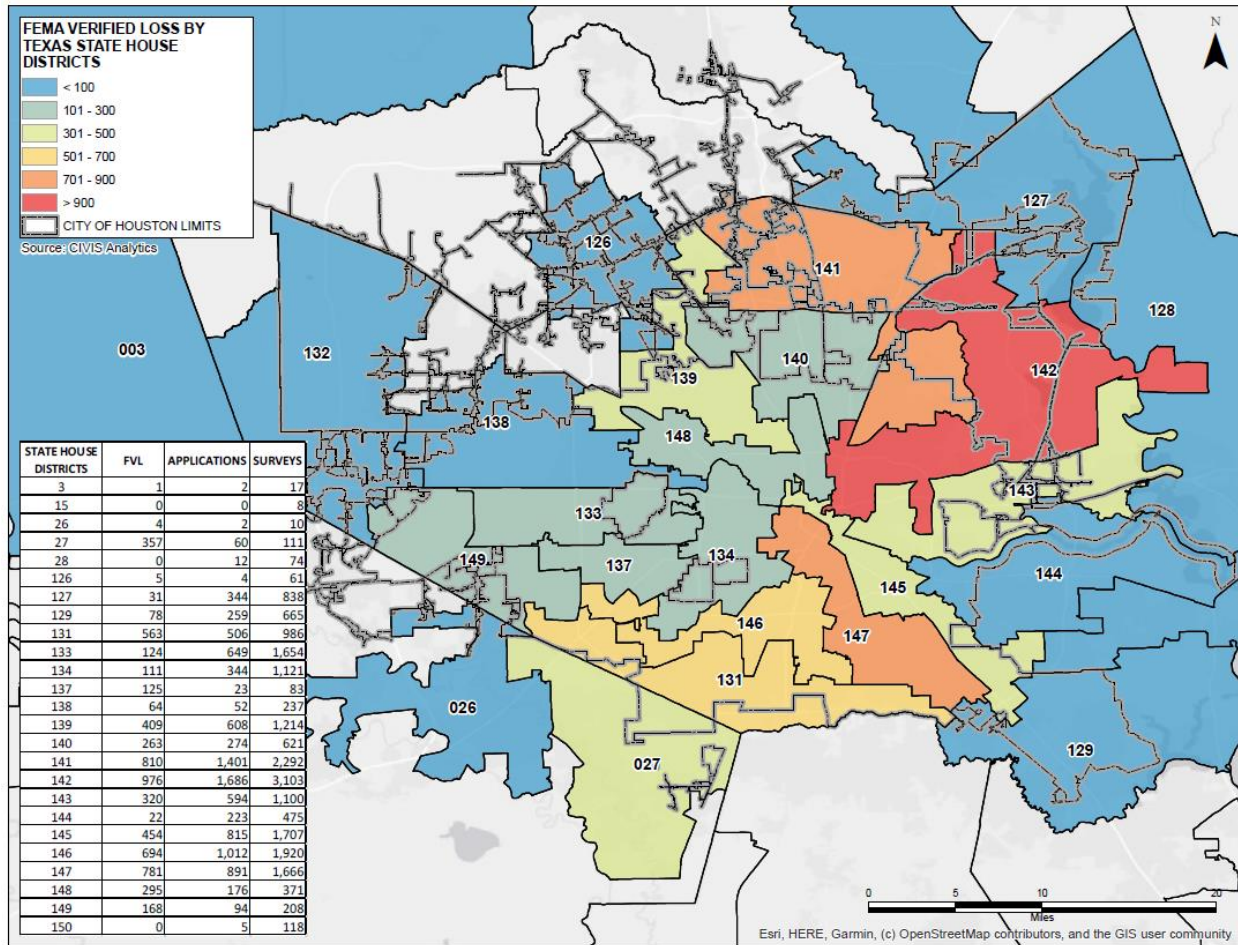 FEMA VERIFIED LOSS BY
TEXAS STATE HOUSE
DISTRICTS
< 100
101 - 300
301 - 500
501 - 700
701 - 900
> 900
CITY OF HOUSTON LIMITS
Source: CIVIS Analytics
N
127
126
141
128
003
132
140
139
142
138
148
143
133
134
149
137
144
145
146
147
131
026
129
027
STATE HOUSE DISTRICTS FVL APPLICATIONS SURVEYS
3 1 2 17
15 0 0 8
26 4 2 10
27 357 60 111
28 0 12 74
126 5 4 61
127 31 344 838
129 78 259 665
131 563 506 986
133 124 649 1,654
134 111 344 1,121
137 125 23 83
138 64 52 237
139 409 608 1,214
140 263 274 621
141 810 1,401 2,292
142 976 1,686 3,103
143 320 594 1,100
144 22 223 475
145 454 815 1,707
146 694 1,012 1,920
147 781 891 1,666
148 295 176 371
149 168 94 208
150 0 5 118
0 5 10 20
Miles
Esri, HERE, Garmin, (c) OpenStreetMap contributors, and the GIS user community